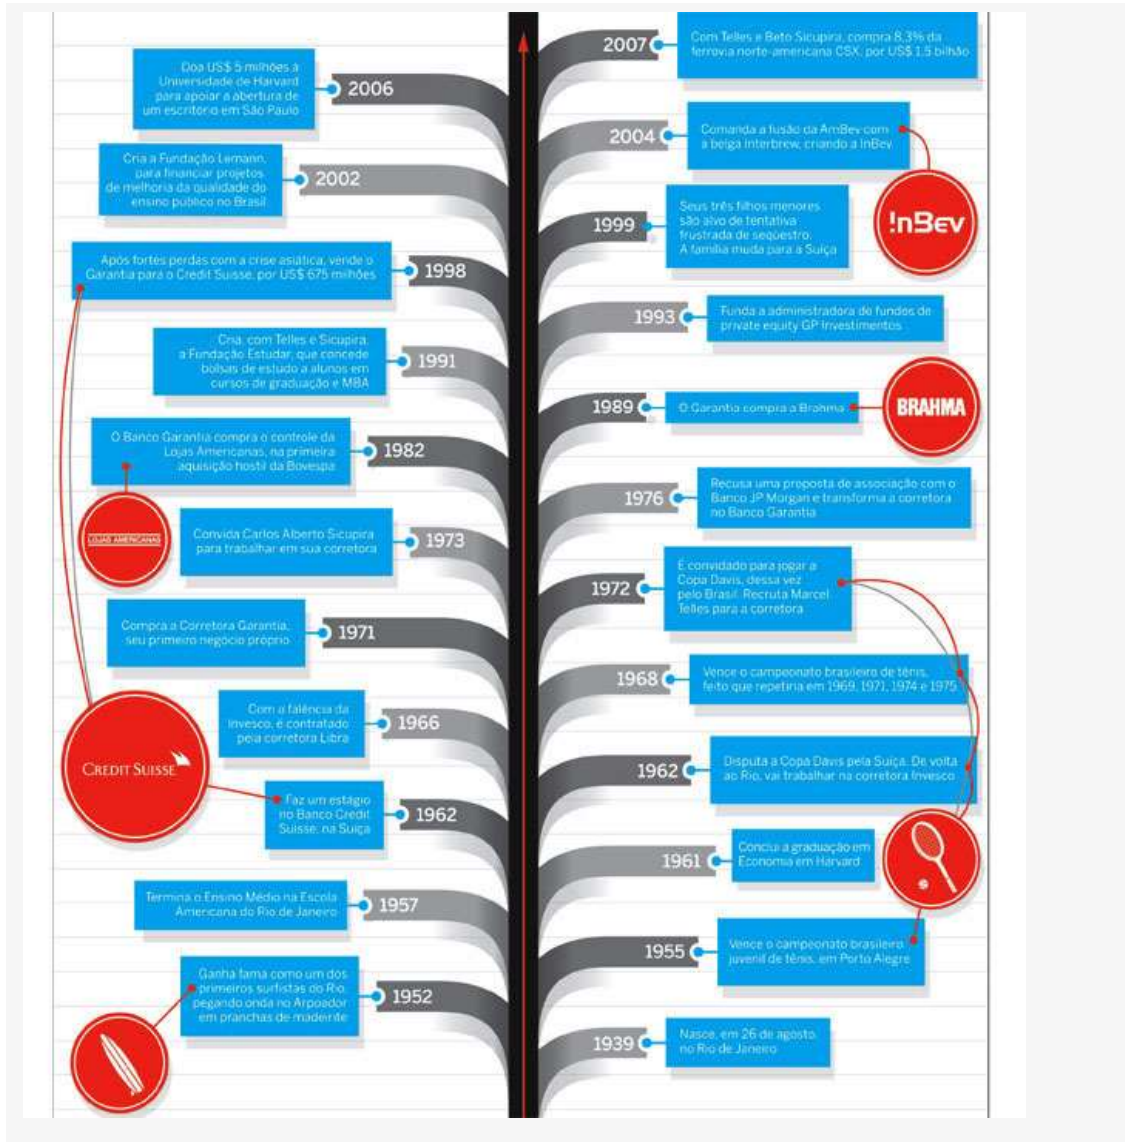 2007
Com Telles e Beto Sicupira, compra 8,3% da
ferrovia norte-americana CSX, por US$ 1,5 bilhão
Doa US$ 5 milhões à
Universidade de Harvard
para apoiar a abertura de
um escritório em São Paulo
2006
2004
Comanda a fusão da AmBev com
a belga Interbrew, criando a InBev
InBev
Cria a Fundação Lemann,
para financiar projetos
de melhoria da qualidade do
ensino público no Brasil
2002
1999
Seus três filhos menores
são alvo de tentativa
frustrada de seqüestro.
A família muda para a Suíça
Após fortes perdas com a crise asiática, vende o
Garantia para o Credit Suisse, por US$ 675 milhões
1998
1993
Funda a administradora de fundos de
private equity GP Investimentos
Cria, com Telles e Sicupira,
a Fundação Estudar, que concede
bolsas de estudo a alunos em
cursos de graduação e MBA
1991
1989
O Garantia compra a Brahma
BRAHMA
O Banco Garantia compra o controle da
Lojas Americanas, na primeira
aquisição hostil da Bovespa
1982
LOJAS AMERICANAS
1976
Recusa uma proposta de associação com o
Banco JP Morgan e transforma a corretora
no Banco Garantia
Convida Carlos Alberto Sicupira
para trabalhar em sua corretora
1973
1972
É convidado para jogar a
Copa Davis, dessa vez
pelo Brasil. Recruta Marcel
Telles para a corretora
Compra a Corretora Garantia,
seu primeiro negócio próprio
1971
1968
Vence o campeonato brasileiro de tênis,
feito que repetiria em 1969, 1971, 1974 e 1975
Com a falência da
Invesco, é contratado
pela corretora Libra
1966
1962
Disputa a Copa Davis pela Suíça. De volta
ao Rio, vai trabalhar na corretora Invesco
CREDIT SUISSE
Faz um estágio
no Banco Credit
Suisse, na Suíça
1962
1961
Conclui a graduação em
Economia em Harvard
Termina o Ensino Médio na Escola
Americana do Rio de Janeiro
1957
1955
Vence o campeonato brasileiro
juvenil de tênis, em Porto Alegre
Ganha fama como um dos
primeiros surfistas do Rio,
pegando onda no Arpoador
em pranchas de madeirite
1952
1939
Nasce, em 26 de agosto,
no Rio de Janeiro